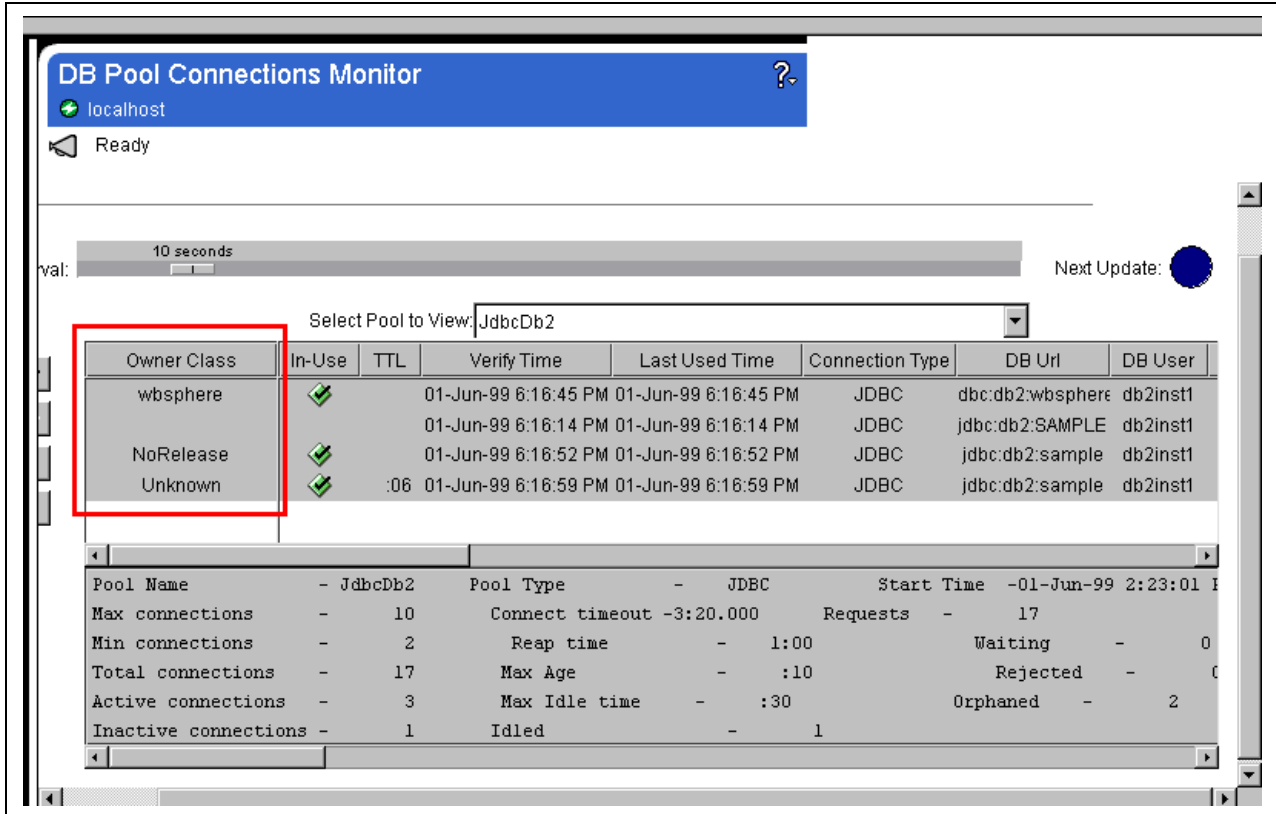 DB Pool Connections Monitor ?
localhost
Ready
10 seconds
rval: Next Update:
Select Pool to View: JdbcDb2
Owner Class In-Use TTL Verify Time Last Used Time Connection Type DB Url DB User
wbsphere 01-Jun-99 6:16:45 PM 01-Jun-99 6:16:45 PM JDBC dbc:db2:wbsphere db2inst1
01-Jun-99 6:16:14 PM 01-Jun-99 6:16:14 PM JDBC jdbc:db2:SAMPLE db2inst1
NoRelease 01-Jun-99 6:16:52 PM 01-Jun-99 6:16:52 PM JDBC jdbc:db2:sample db2inst1
Unknown :06 01-Jun-99 6:16:59 PM 01-Jun-99 6:16:59 PM JDBC jdbc:db2:sample db2inst1
Pool Name - JdbcDb2 Pool Type - JDBC Start Time -01-Jun-99 2:23:01
Max connections - 10 Connect timeout -3:20.000 Requests - 17
Min connections - 2 Reap time - 1:00 Waiting - 0
Total connections - 17 Max Age - :10 Rejected -
Active connections - 3 Max Idle time - :30 Orphaned - 2
Inactive connections - 1 Idled - 1